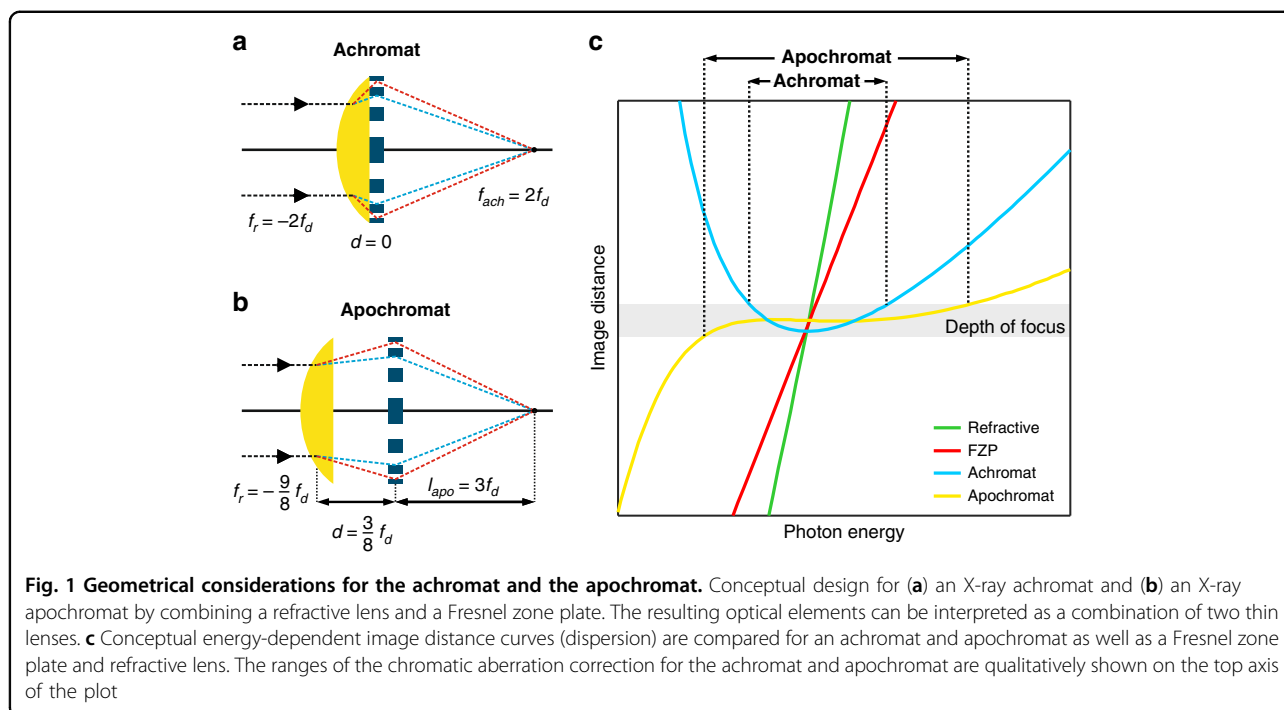 a
Achromat
f_r = −2f_d
d = 0
f_ach = 2f_d
b
Apochromat
f_r = − 9/8 f_d
d = 3/8 f_d
l_apo = 3f_d
c
Apochromat
Achromat
Image distance
Depth of focus
Refractive
FZP
Achromat
Apochromat
Photon energy
Fig. 1 Geometrical considerations for the achromat and the apochromat. Conceptual design for (a) an X-ray achromat and (b) an X-ray
apochromat by combining a refractive lens and a Fresnel zone plate. The resulting optical elements can be interpreted as a combination of two thin
lenses. c Conceptual energy-dependent image distance curves (dispersion) are compared for an achromat and apochromat as well as a Fresnel zone
plate and refractive lens. The ranges of the chromatic aberration correction for the achromat and apochromat are qualitatively shown on the top axis
of the plot